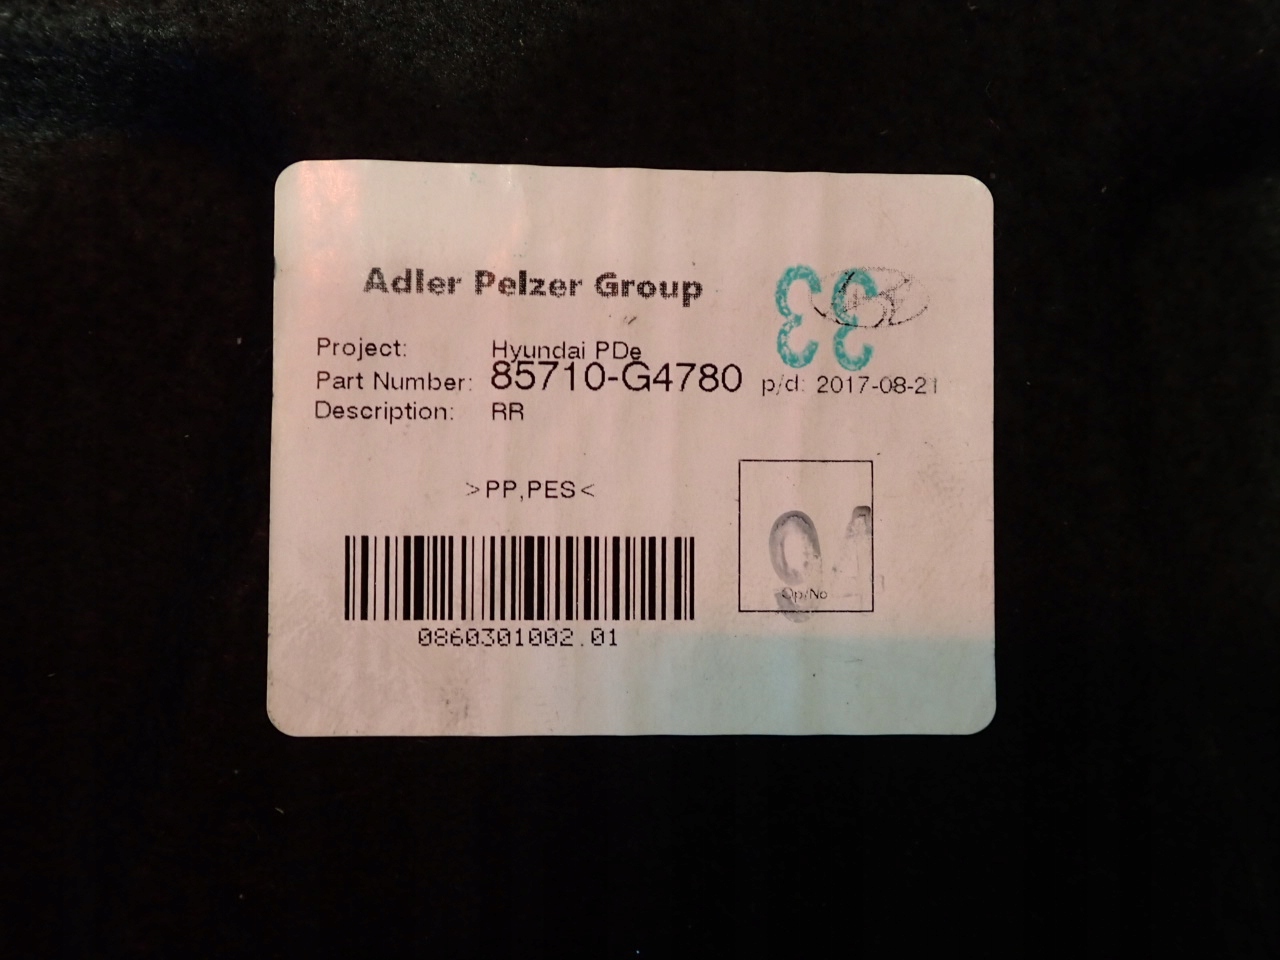 Adler Pelzer Group
33
Project: Hyundai PDe
Part Number: 85710-G4780 p/d: 2017-08-21
Description: RR
>PP,PES<
Op/No
0860301002.01